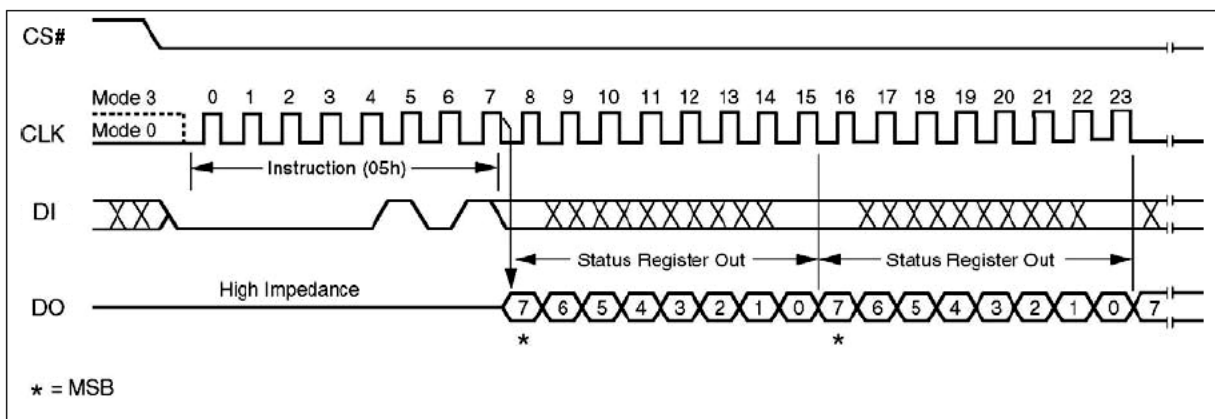 CS#
Mode 3
0 1 2 3 4 5 6 7 8 9 10 11 12 13 14 15 16 17 18 19 20 21 22 23
CLK
Mode 0
Instruction (05h)
DI
Status Register Out
Status Register Out
High Impedance
DO
7 6 5 4 3 2 1 0 7 6 5 4 3 2 1 0 7
* *
* = MSB